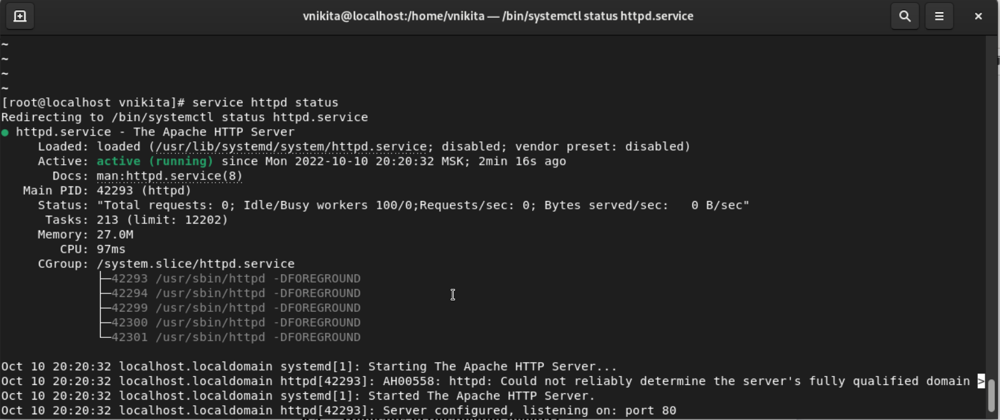 vnikita@localhost:/home/vnikita — /bin/systemctl status httpd.service
~
~
~
~
[root@localhost vnikita]# service httpd status
Redirecting to /bin/systemctl status httpd.service
● httpd.service - The Apache HTTP Server
     Loaded: loaded (/usr/lib/systemd/system/httpd.service; disabled; vendor preset: disabled)
     Active: active (running) since Mon 2022-10-10 20:20:32 MSK; 2min 16s ago
       Docs: man:httpd.service(8)
   Main PID: 42293 (httpd)
     Status: "Total requests: 0; Idle/Busy workers 100/0;Requests/sec: 0; Bytes served/sec:   0 B/sec"
      Tasks: 213 (limit: 12202)
     Memory: 27.0M
        CPU: 97ms
     CGroup: /system.slice/httpd.service
             ├─42293 /usr/sbin/httpd -DFOREGROUND
             ├─42294 /usr/sbin/httpd -DFOREGROUND
             ├─42299 /usr/sbin/httpd -DFOREGROUND
             ├─42300 /usr/sbin/httpd -DFOREGROUND
             └─42301 /usr/sbin/httpd -DFOREGROUND
Oct 10 20:20:32 localhost.localdomain systemd[1]: Starting The Apache HTTP Server...
Oct 10 20:20:32 localhost.localdomain httpd[42293]: AH00558: httpd: Could not reliably determine the server's fully qualified domain >
Oct 10 20:20:32 localhost.localdomain systemd[1]: Started The Apache HTTP Server.
Oct 10 20:20:32 localhost.localdomain httpd[42293]: Server configured, listening on: port 80